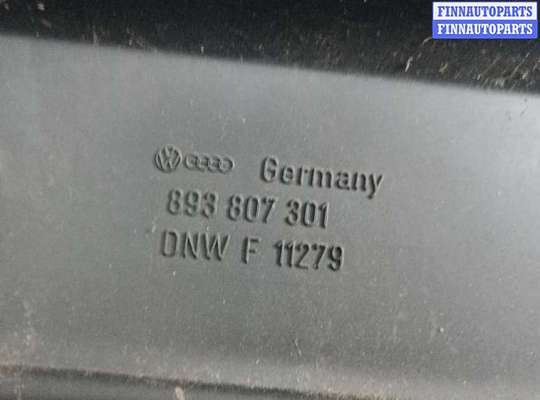 FINNAUTOPARTS
FINNAUTOPARTS
Germany
893 807 301
DNW F 11279